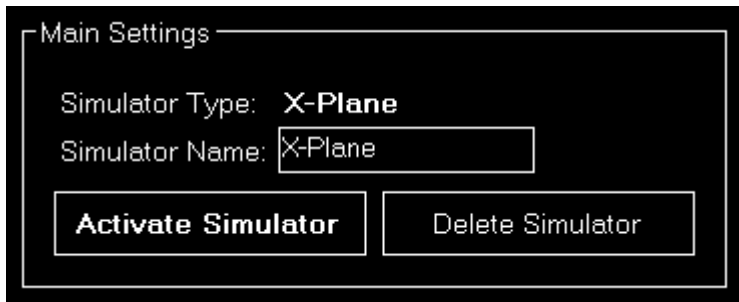 Main Settings
Simulator Type: X-Plane
Simulator Name: X-Plane
Activate Simulator Delete Simulator